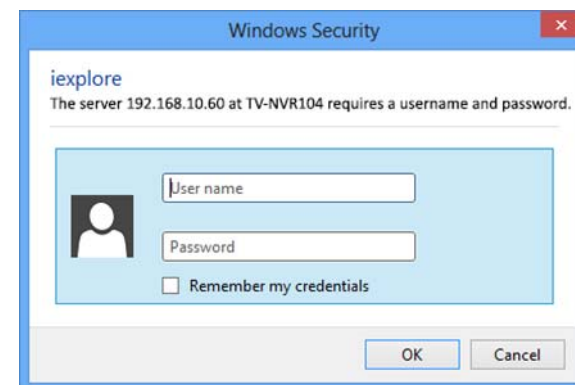 Windows Security
iexplore
The server 192.168.10.60 at TV-NVR104 requires a username and password.
User name
Password
Remember my credentials
OK
Cancel